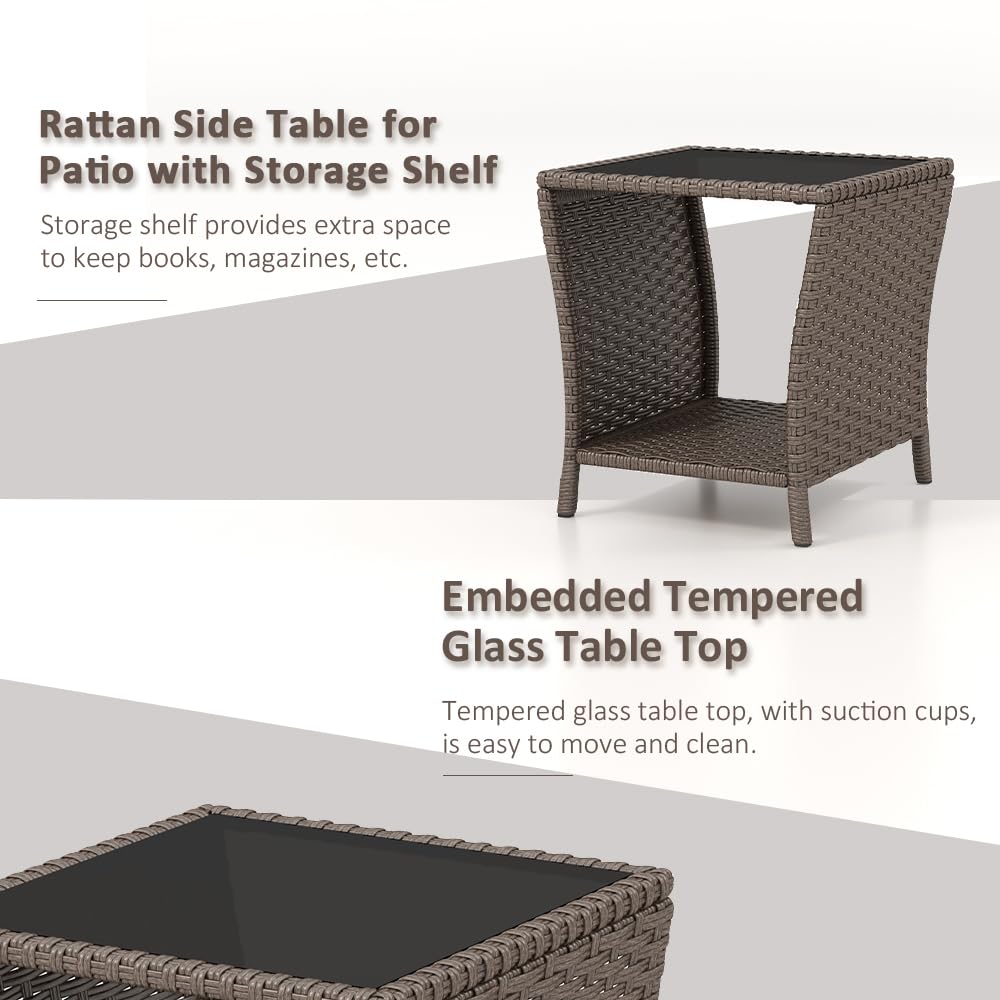 Rattan Side Table for
Patio with Storage Shelf
Storage shelf provides extra space
to keep books, magazines, etc.
Embedded Tempered
Glass Table Top
Tempered glass table top, with suction cups,
is easy to move and clean.